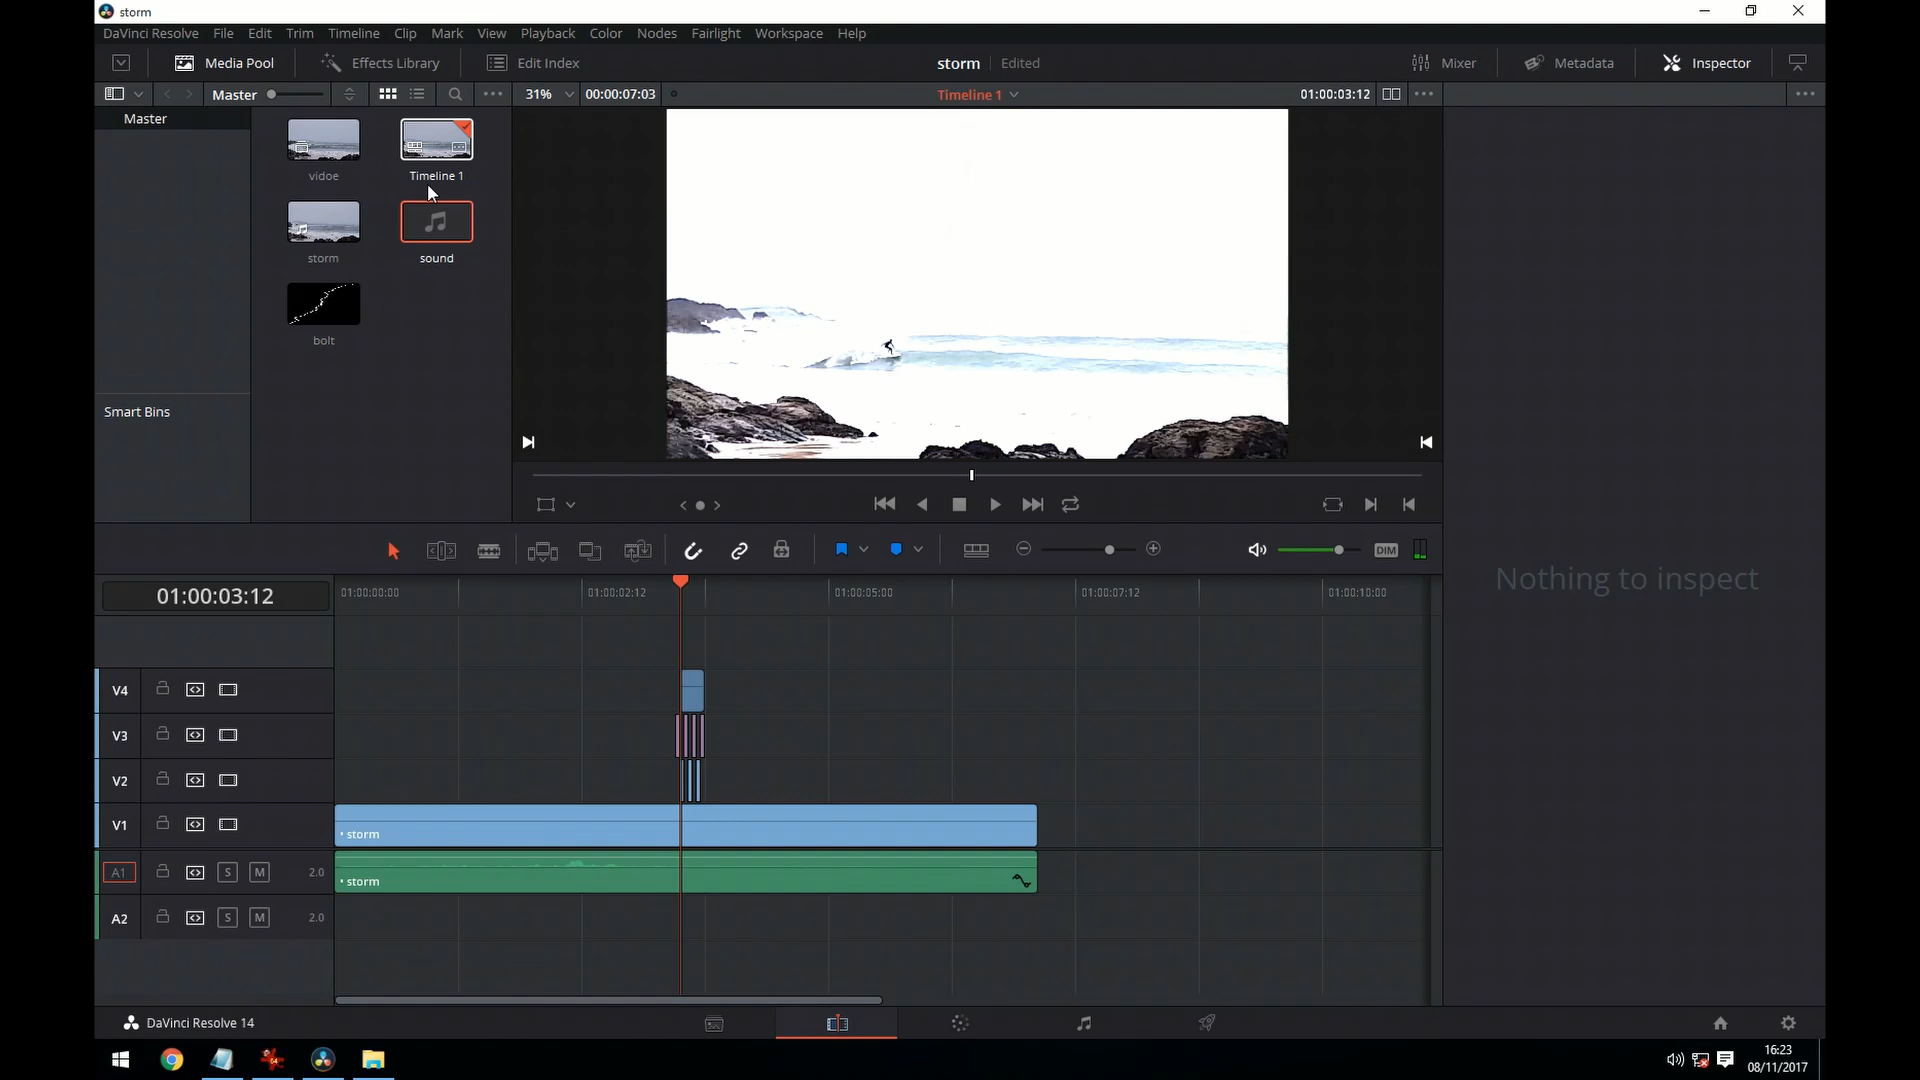 storm
DaVinci Resolve File Edit Trim Timeline Clip Mark View Playback Color Nodes Fairlight Workspace Help
Media Pool Effects Library Edit Index storm Edited Mixer Metadata Inspector
Master 31% 00:00:07:03 Timeline 1 01:00:03:12
Master
vidoe Timeline 1
storm sound
bolt
Smart Bins
DIM
Nothing to inspect
01:00:03:12 01:00:00:00 01:00:02:12 01:00:05:00 01:00:07:12 01:00:10:00
V4
V3
V2
V1 • storm
A1 S M 2.0 • storm
A2 S M 2.0
DaVinci Resolve 14
16:23
08/11/2017